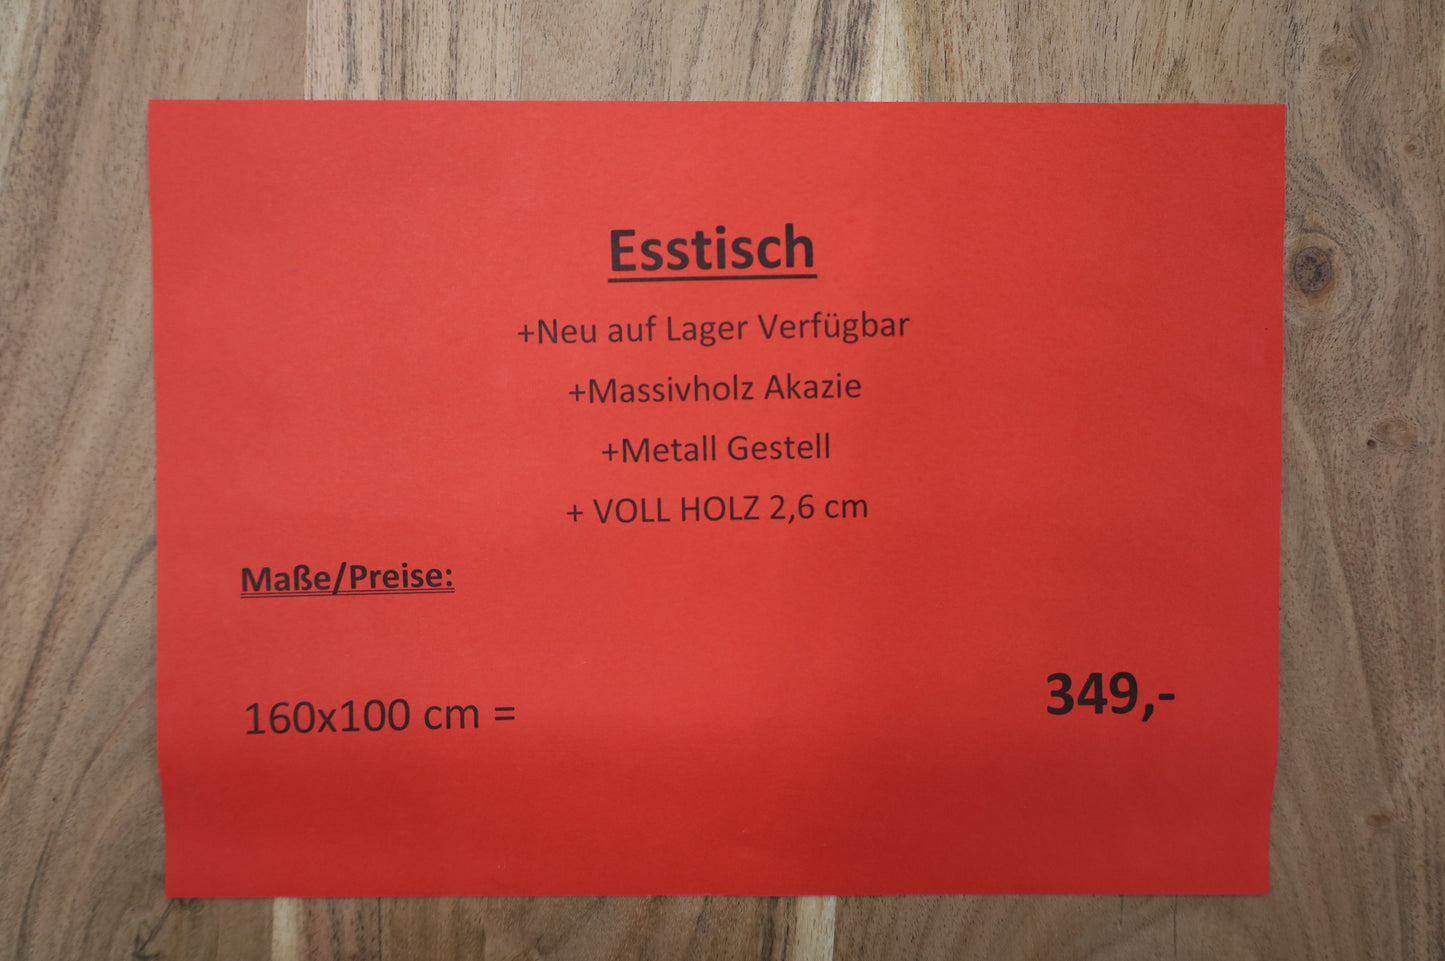 Esstisch
+Neu auf Lager Verfügbar
+Massivholz Akazie
+Metall Gestell
+ VOLL HOLZ 2,6 cm
Maße/Preise:
160x100 cm = 349,-